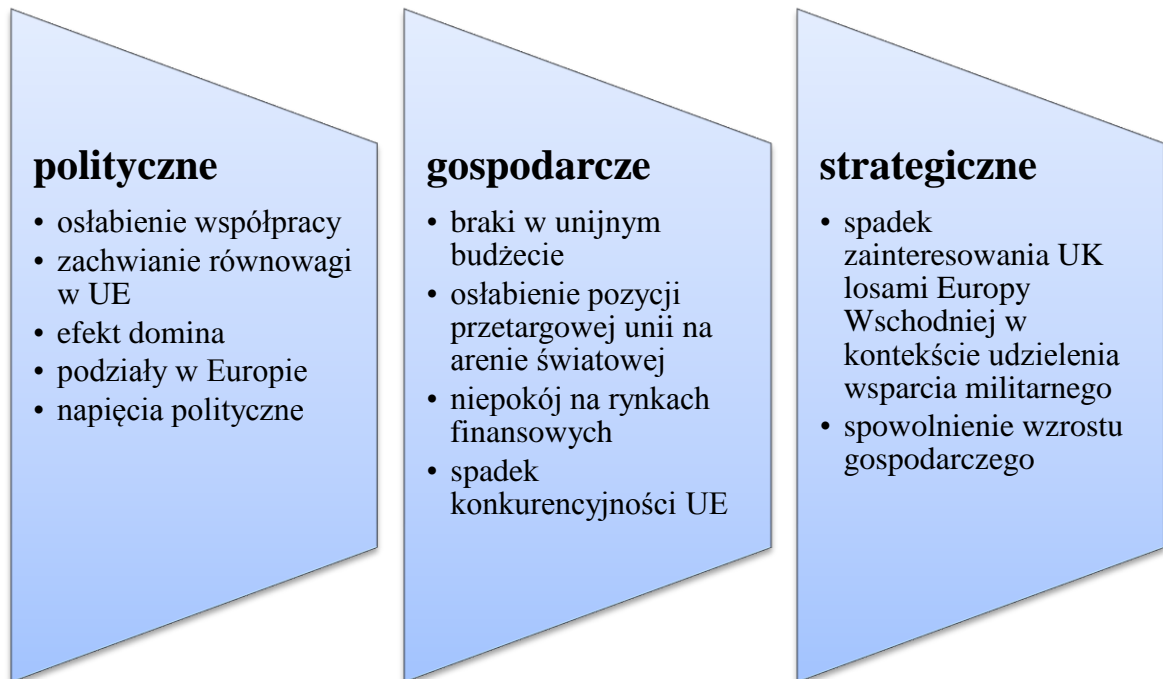 polityczne
• osłabienie współpracy
• zachwianie równowagi
w UE
• efekt domina
• podziały w Europie
• napięcia polityczne
gospodarcze
• braki w unijnym
budżecie
• osłabienie pozycji
przetargowej unii na
arenie światowej
• niepokój na rynkach
finansowych
• spadek
konkurencyjności UE
strategiczne
• spadek
zainteresowania UK
losami Europy
Wschodniej w
kontekście udzielenia
wsparcia militarnego
• spowolnienie wzrostu
gospodarczego